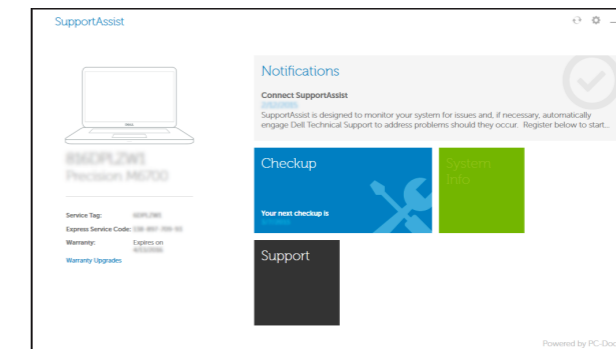 SupportAssist
Notifications
Connect SupportAssist
SupportAssist is designed to monitor your system for issues and, if necessary, automatically
engage Dell Technical Support to address problems should they occur. Register below to start...
Precision M6700
Checkup
System
Info
Your next checkup is
Service Tag:
Express Service Code:
Warranty: Expires on
Warranty Upgrades
Support
Powered by PC-Doc